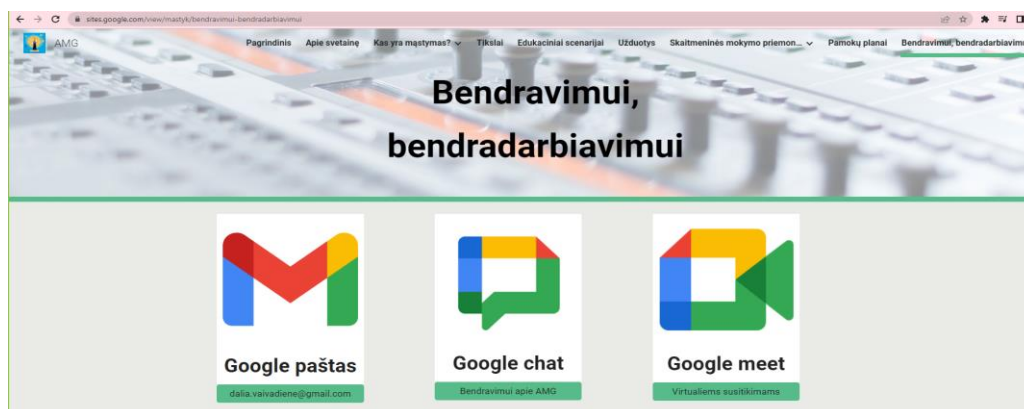 sites.google.com/view/mastyk/bendravimui-bendradarbiavimui
AMG
Pagrindinis Apie svetainę Kas yra mąstymas? Tikslai Edukaciniai scenarijai Užduotys Skaitmeninės mokymo priemon... Pamokų planai Bendravimui, bendradarbiavimu
Bendravimui,
bendradarbiavimui
Google paštas Google chat Google meet
dalia.vaivadiene@gmail.com Bendravimui apie AMG Virtualiems susitikimams